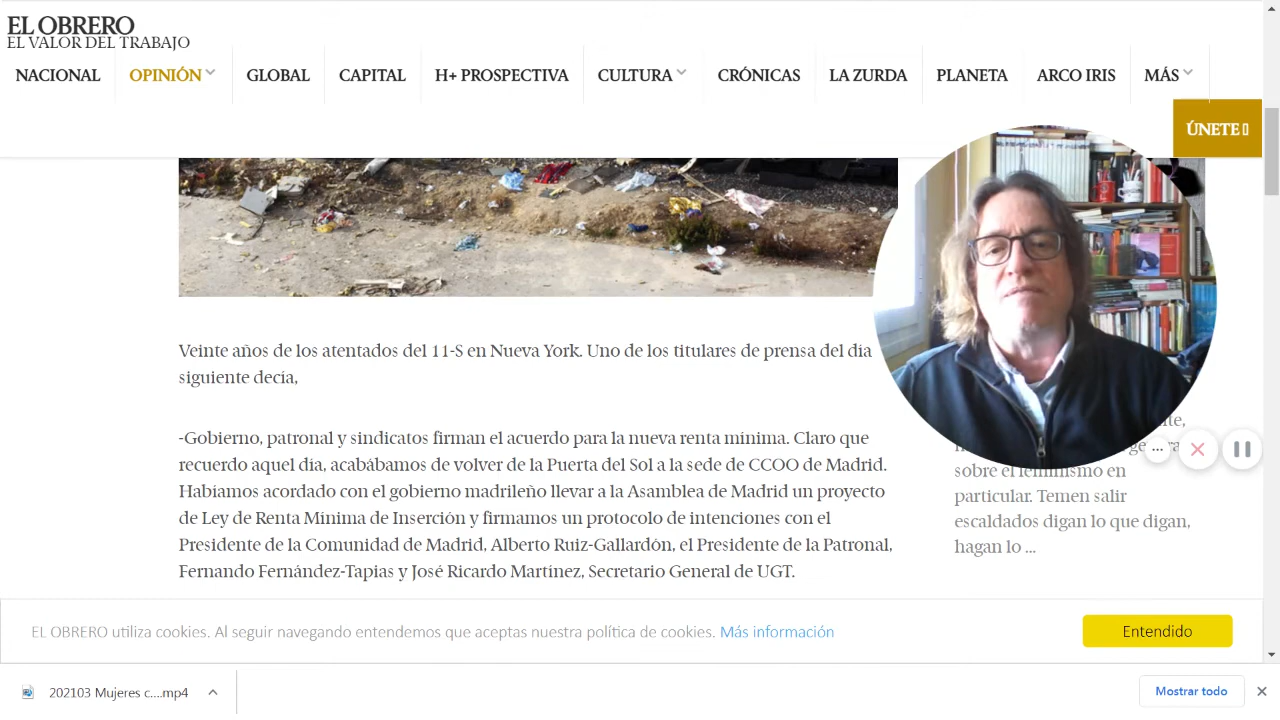 EL OBRERO
EL VALOR DEL TRABAJO
NACIONAL OPINIÓN GLOBAL CAPITAL H+ PROSPECTIVA CULTURA CRÓNICAS LA ZURDA PLANETA ARCO IRIS MÁS
ÚNETE
Veinte años de los atentados del 11-S en Nueva York. Uno de los titulares de prensa del día
siguiente decía,
-Gobierno, patronal y sindicatos firman el acuerdo para la nueva renta mínima. Claro que
recuerdo aquel día, acabábamos de volver de la Puerta del Sol a la sede de CCOO de Madrid.
Habíamos acordado con el gobierno madrileño llevar a la Asamblea de Madrid un proyecto
de Ley de Renta Mínima de Inserción y firmamos un protocolo de intenciones con el
Presidente de la Comunidad de Madrid, Alberto Ruiz-Gallardón, el Presidente de la Patronal,
Fernando Fernández-Tapias y José Ricardo Martínez, Secretario General de UGT.
sobre el feminismo en
particular. Temen salir
escaldados digan lo que digan,
hagan lo ...
EL OBRERO utiliza cookies. Al seguir navegando entendemos que aceptas nuestra política de cookies. Más información
Entendido
202103 Mujeres c....mp4
Mostrar todo